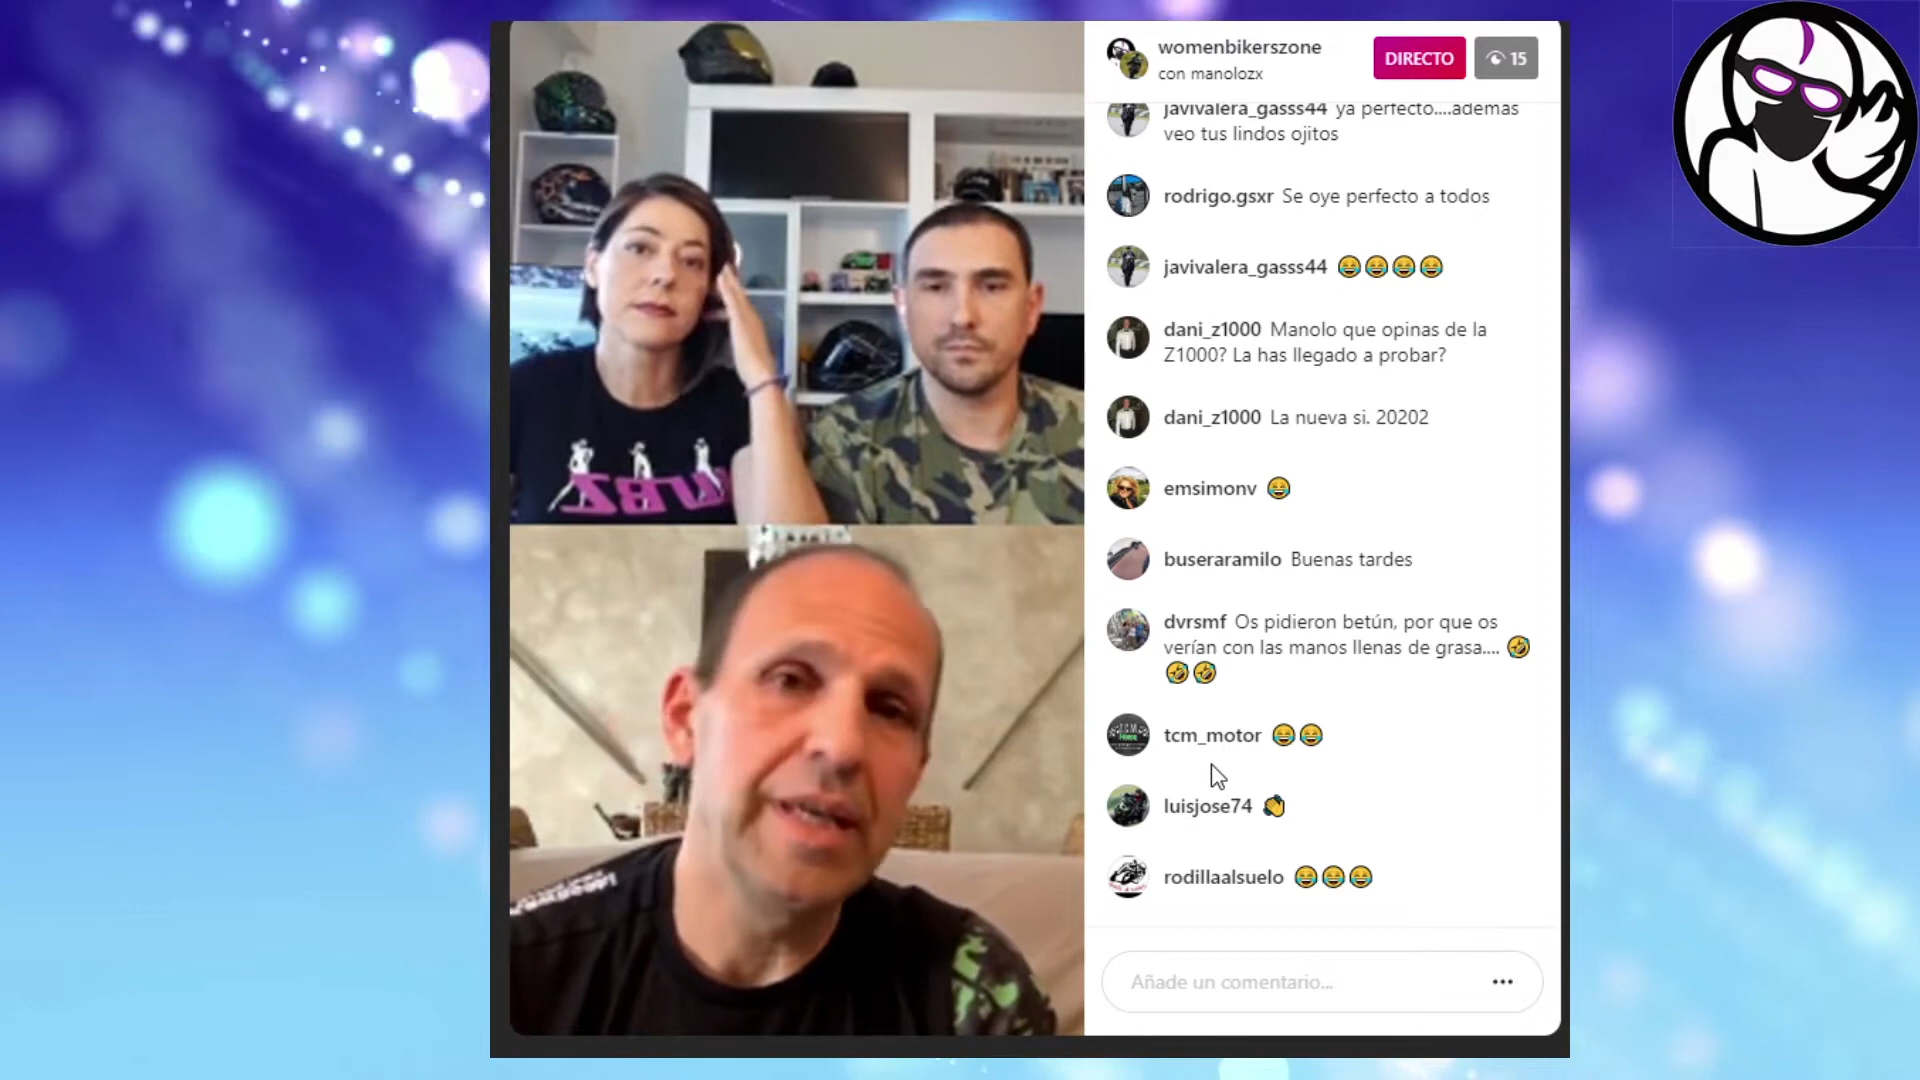 womenbikerszone
con manolozx
DIRECTO
15
javivalera_gasss44 ya perfecto....ademas
veo tus lindos ojitos
rodrigo.gsxr Se oye perfecto a todos
javivalera_gasss44 😂😂😂😂
dani_z1000 Manolo que opinas de la
Z1000? La has llegado a probar?
dani_z1000 La nueva si. 20202
emsimonv 😂
buseraramilo Buenas tardes
dvrsmf Os pidieron betún, por que os
verían con las manos llenas de grasa.... 🤣
🤣🤣
tcm_motor 😂😂
luisjose74 👏
rodillaalsuelo 😂😂😂
Añade un comentario...
WBZ